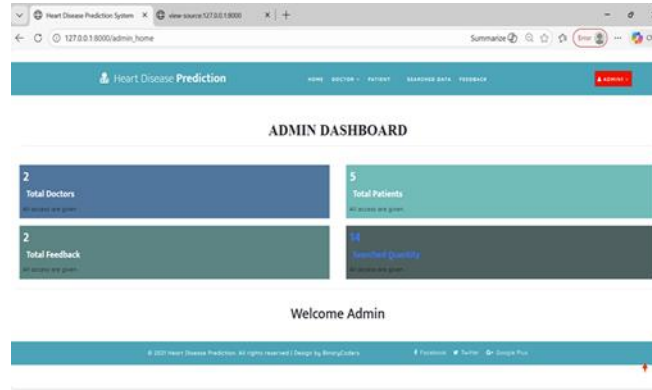 Heart Disease Prediction System
view-source:127.0.0.1:8000
127.0.0.1:8000/admin_home
Summarize
Error
Heart Disease Prediction
HOME DOCTOR PATIENT SEARCHED DATA FEEDBACK
ADMIN
ADMIN DASHBOARD
2
Total Doctors
All access are given.
5
Total Patients
All access are given.
2
Total Feedback
All access are given.
14
Searched Quantity
All access are given.
Welcome Admin
© 2021 Heart Disease Prediction. All rights reserved | Design by BinaryCoders
Facebook Twitter Google Plus